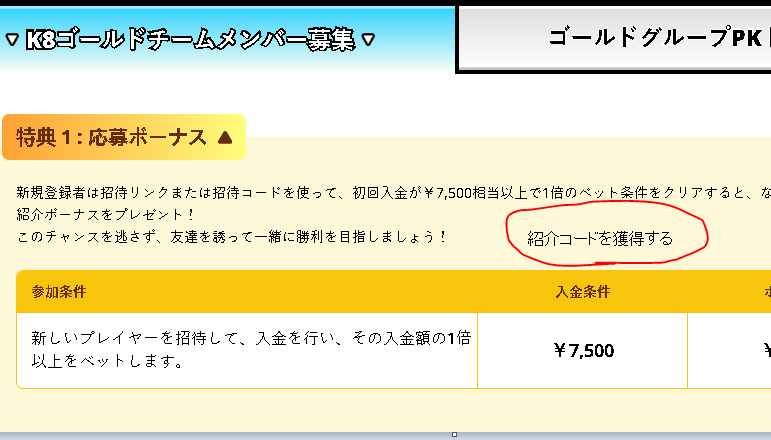 ▽ K8ゴールドチームメンバー募集 ▽
ゴールドグループPK
特典 1 : 応募ボーナス ▲
新規登録者は招待リンクまたは招待コードを使って、初回入金が￥7,500相当以上で1倍のベット条件をクリアすると、な
紹介ボーナスをプレゼント！
このチャンスを逃さず、友達を誘って一緒に勝利を目指しましょう！
紹介コードを獲得する
参加条件
入金条件
新しいプレイヤーを招待して、入金を行い、その入金額の1倍
以上をベットします。
￥7,500